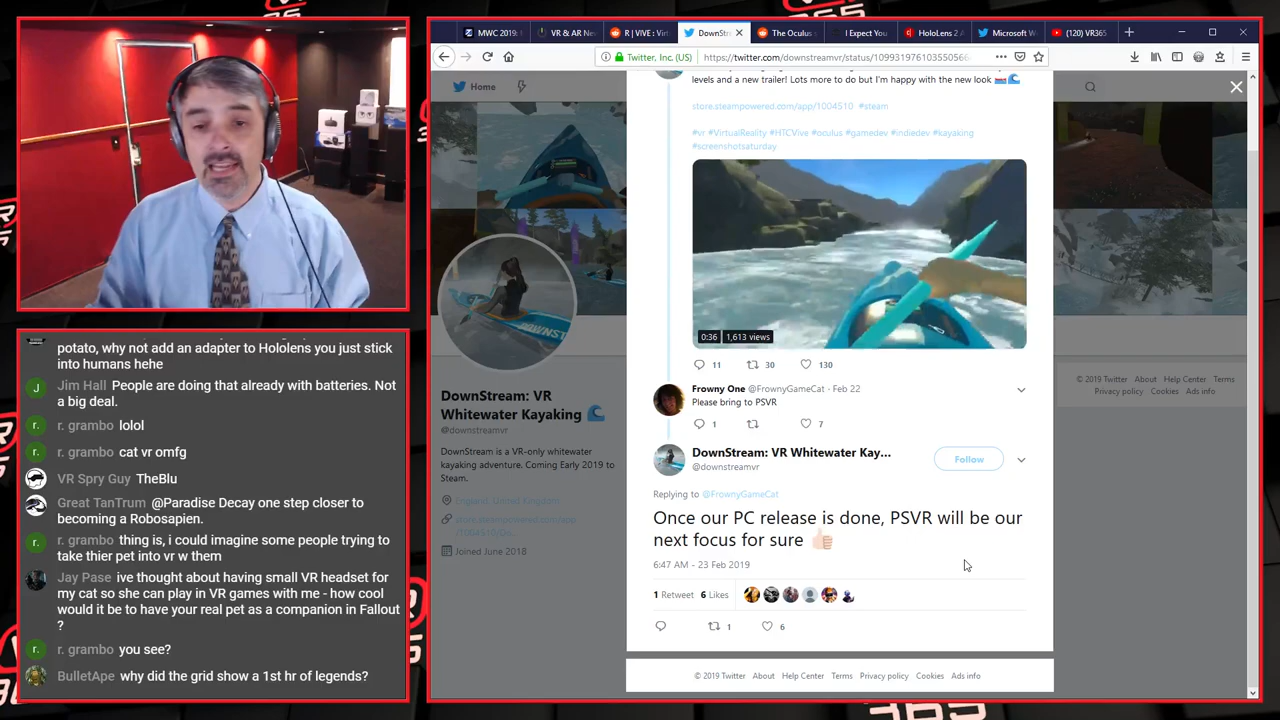 MWC 2019:
VR & AR Ne
R | VIVE : Virt
DownStr
The Oculus
I Expect You
HoloLens 2 A
Microsoft W
(120) VR365
Twitter, Inc. (US)
https://twitter.com/downstreamvr/status/10993197610355056
Home
levels and a new trailer! Lots more to do but I'm happy with the new look
store.steampowered.com/app/1004510 #steam
#vr #VirtualReality #HTCVive #oculus #gamedev #indiedev #kayaking
#screenshotsaturday
0:36 1,613 views
11 30 130
Frowny One @FrownyGameCat · Feb 22
Please bring to PSVR
1 7
DownStream: VR Whitewater Kay...
@downstreamvr
Follow
Replying to @FrownyGameCat
Once our PC release is done, PSVR will be our
next focus for sure
6:47 AM - 23 Feb 2019
1 Retweet 6 Likes
1 6
© 2019 Twitter About Help Center Terms Privacy policy Cookies Ads info
DownStream: VR
Whitewater Kayaking
@downstreamvr
DownStream is a VR-only whitewater
kayaking adventure. Coming Early 2019 to
Steam.
England, United Kingdom
store.steampowered.com/app
/1004510/Do...
Joined June 2018
© 2019 Twitter About Help Center Terms
Privacy policy Cookies Ads info
potato, why not add an adapter to Hololens you just stick
into humans hehe
Jim Hall People are doing that already with batteries. Not
a big deal.
r. grambo lolol
r. grambo cat vr omfg
VR Spry Guy TheBlu
Great TanTrum @Paradise Decay one step closer to
becoming a Robosapien.
r. grambo thing is, i could imagine some people trying to
take thier pet into vr w them
Jay Pase ive thought about having small VR headset for
my cat so she can play in VR games with me - how cool
would it be to have your real pet as a companion in Fallout
?
r. grambo you see?
BulletApe why did the grid show a 1st hr of legends?